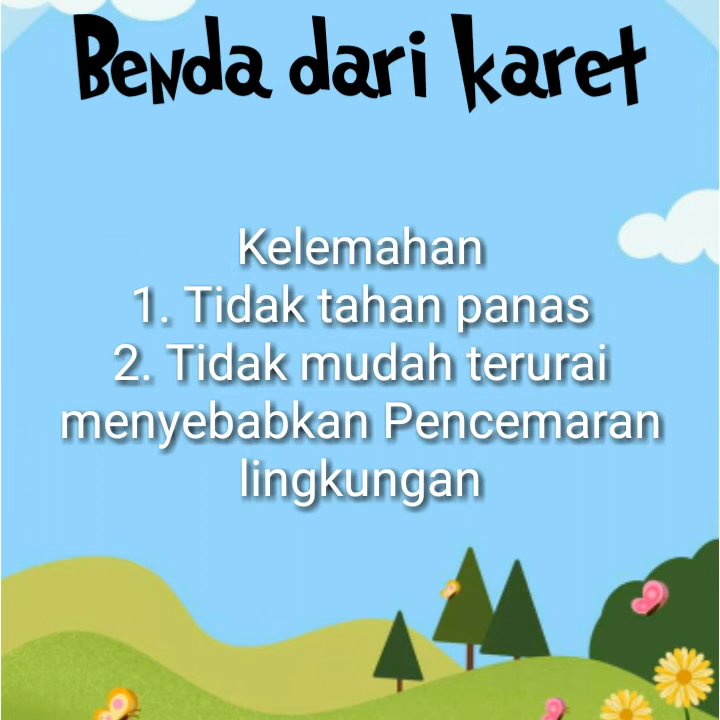 Benda dari karet
Kelemahan
1. Tidak tahan panas
2. Tidak mudah terurai
menyebabkan Pencemaran
lingkungan